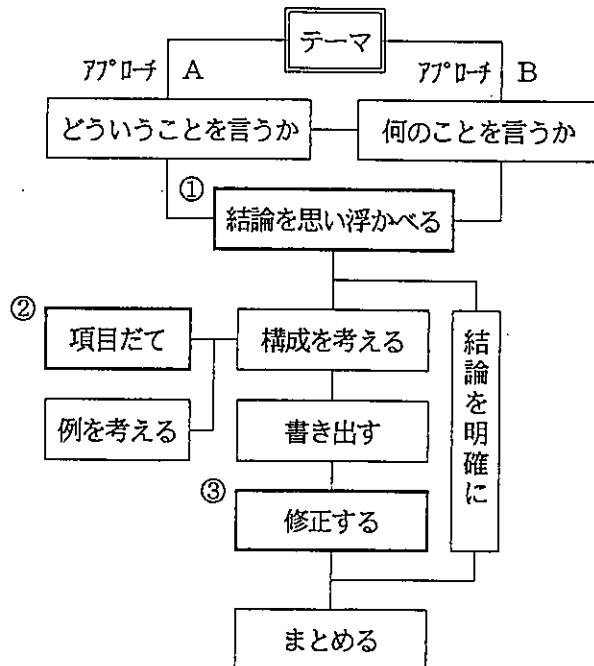 テーマ
アプローチ A
アプローチ B
どういうことを言うか
何のことを言うか
①
結論を思い浮かべる
②
項目だて
構成を考える
結論を明確に
例を考える
書き出す
③
修正する
まとめる